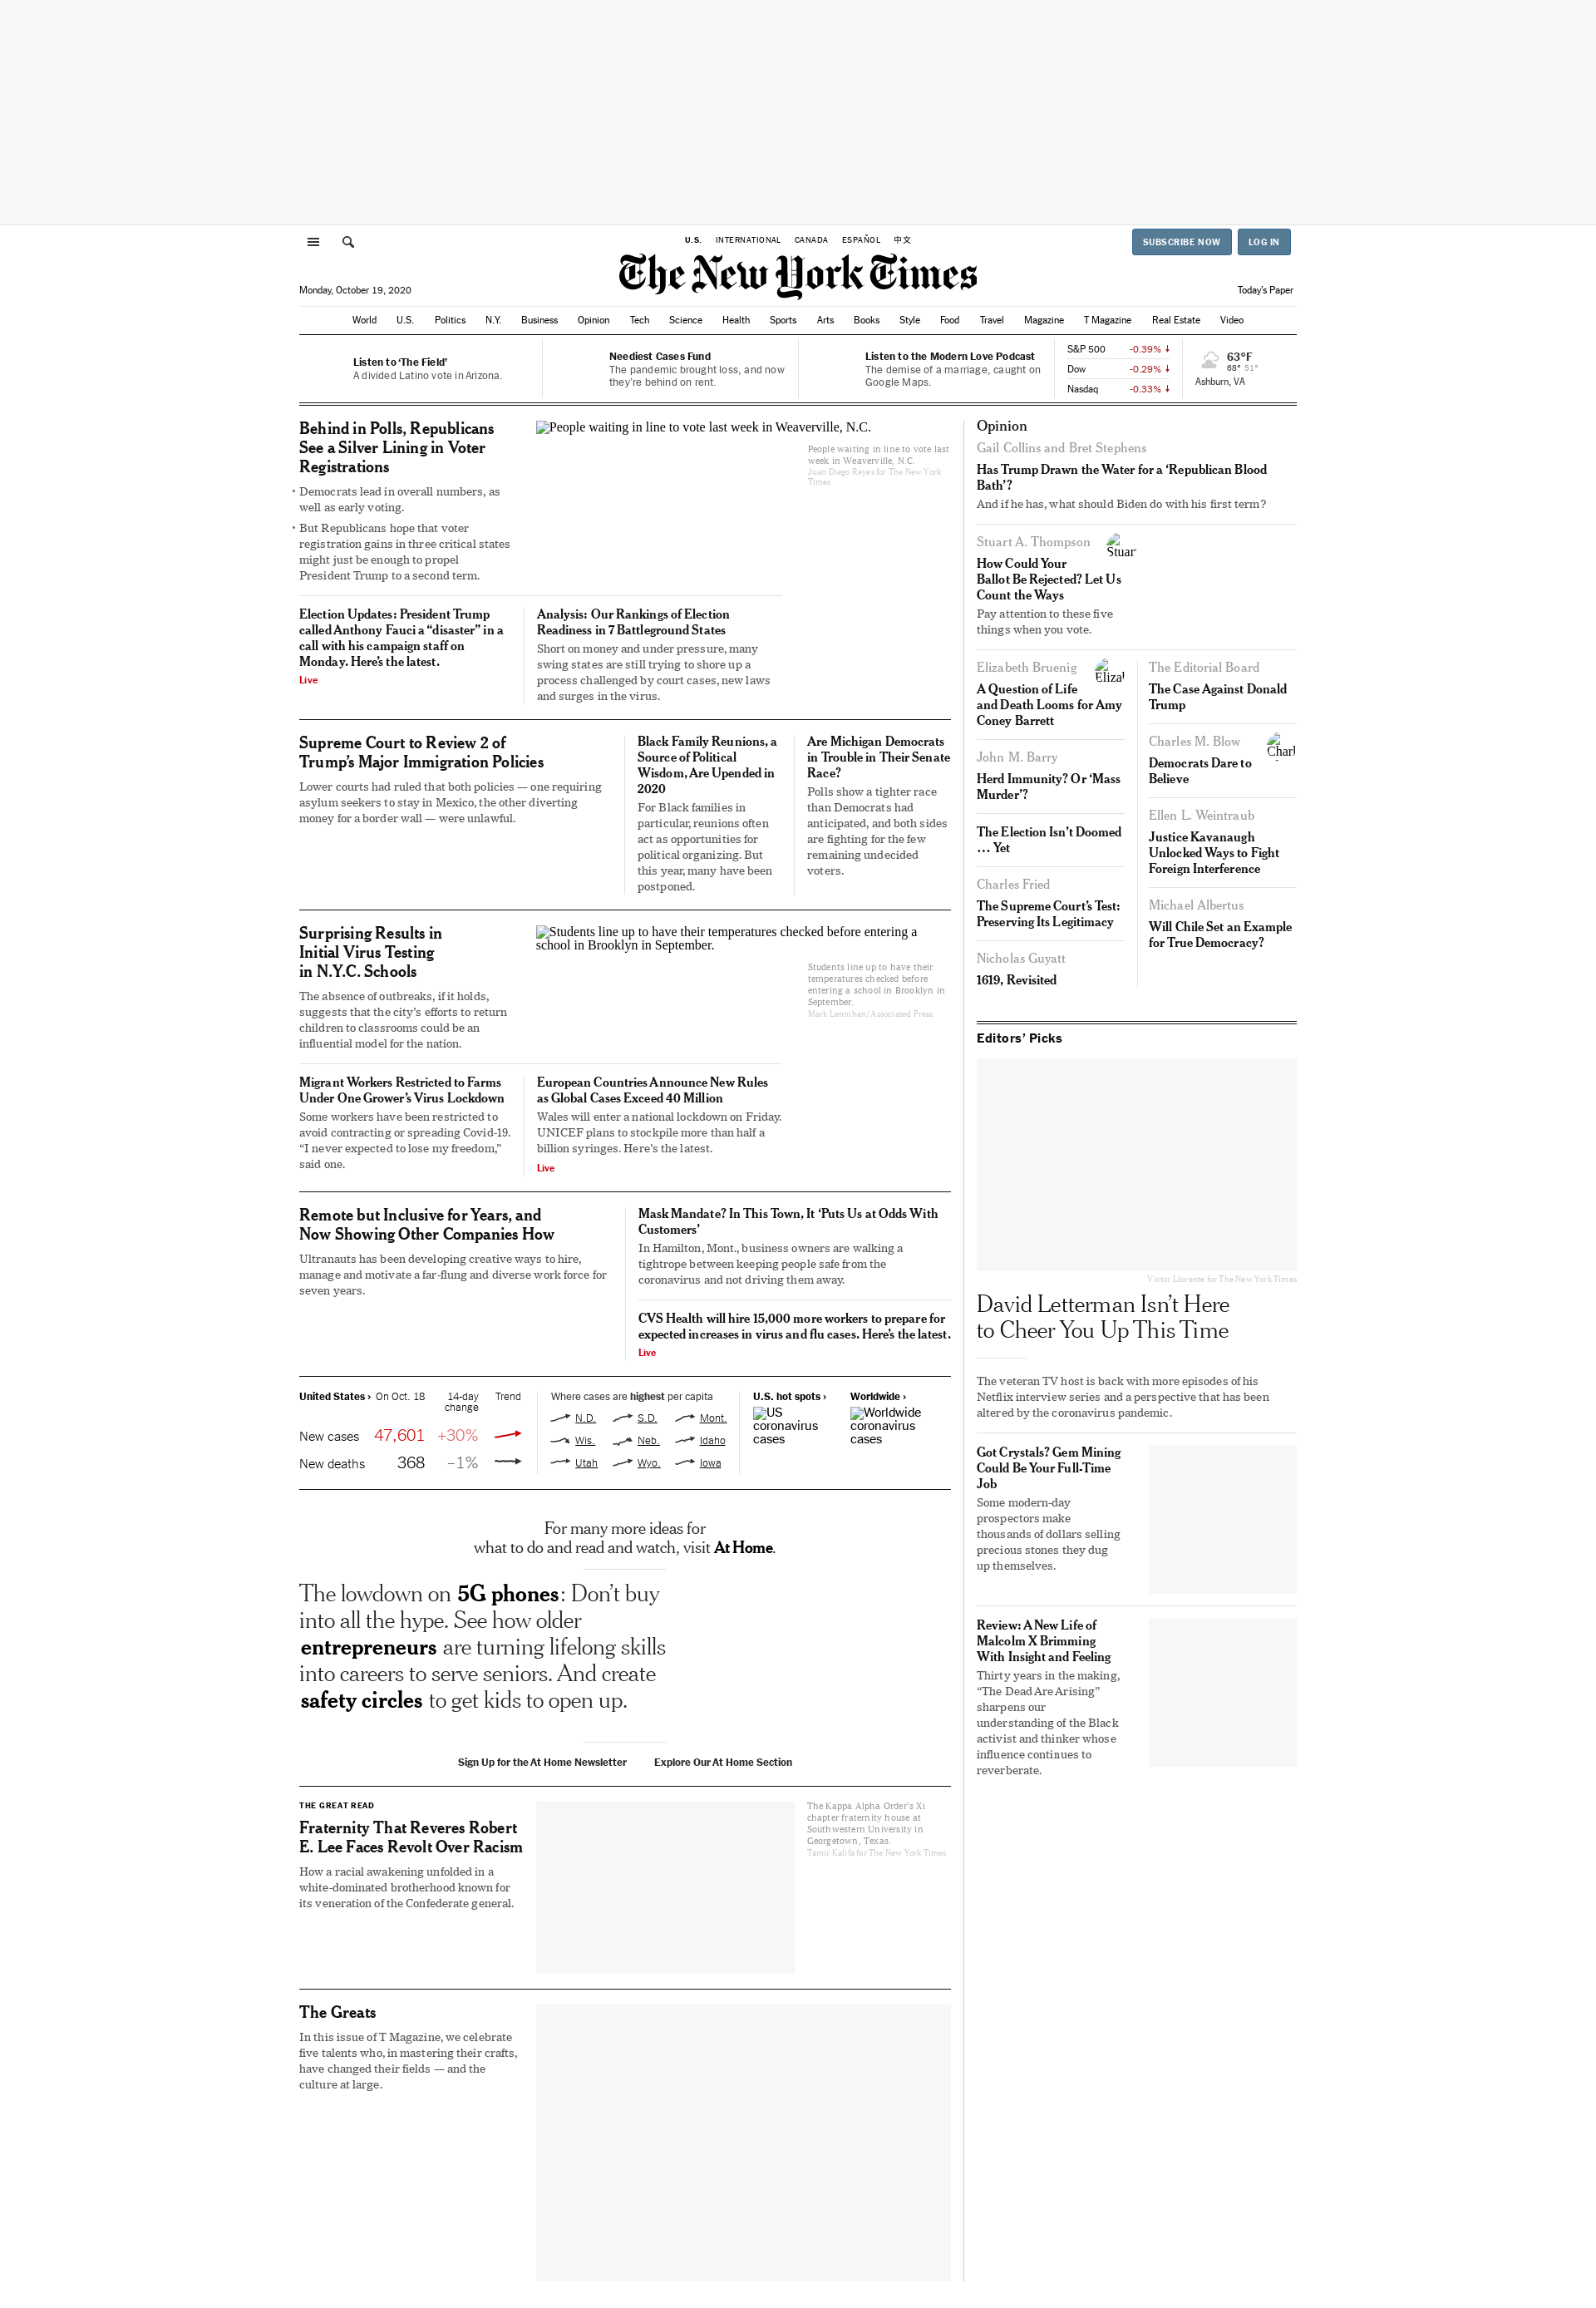 U.S. INTERNATIONAL CANADA ESPAÑOL 中文
SUBSCRIBE NOW LOG IN
The New York Times
Monday, October 19, 2020
Today's Paper
World U.S. Politics N.Y. Business Opinion Tech Science Health Sports Arts Books Style Food Travel Magazine T Magazine Real Estate Video
Listen to ‘The Field’
A divided Latino vote in Arizona.
Neediest Cases Fund
The pandemic brought loss, and now
they’re behind on rent.
Listen to the Modern Love Podcast
The demise of a marriage, caught on
Google Maps.
S&P 500 -0.39%
Dow -0.29%
Nasdaq -0.33%
63°F
68° 51°
Ashburn, VA
Behind in Polls, Republicans
See a Silver Lining in Voter
Registrations
• Democrats lead in overall numbers, as
well as early voting.
• But Republicans hope that voter
registration gains in three critical states
might just be enough to propel
President Trump to a second term.
People waiting in line to vote last week in Weaverville, N.C.
People waiting in line to vote last
week in Weaverville, N.C.
Juan Diego Reyes for The New York
Times
Election Updates: President Trump
called Anthony Fauci a “disaster” in a
call with his campaign staff on
Monday. Here’s the latest.
Live
Analysis: Our Rankings of Election
Readiness in 7 Battleground States
Short on money and under pressure, many
swing states are still trying to shore up a
process challenged by court cases, new laws
and surges in the virus.
Supreme Court to Review 2 of
Trump’s Major Immigration Policies
Lower courts had ruled that both policies — one requiring
asylum seekers to stay in Mexico, the other diverting
money for a border wall — were unlawful.
Black Family Reunions, a
Source of Political
Wisdom, Are Upended in
2020
For Black families in
particular, reunions often
act as opportunities for
political organizing. But
this year, many have been
postponed.
Are Michigan Democrats
in Trouble in Their Senate
Race?
Polls show a tighter race
than Democrats had
anticipated, and both sides
are fighting for the few
remaining undecided
voters.
Surprising Results in
Initial Virus Testing
in N.Y.C. Schools
The absence of outbreaks, if it holds,
suggests that the city’s efforts to return
children to classrooms could be an
influential model for the nation.
Students line up to have their temperatures checked before entering a
school in Brooklyn in September.
Students line up to have their
temperatures checked before
entering a school in Brooklyn in
September.
Mark Lennihan/Associated Press
Migrant Workers Restricted to Farms
Under One Grower’s Virus Lockdown
Some workers have been restricted to
avoid contracting or spreading Covid-19.
“I never expected to lose my freedom,”
said one.
European Countries Announce New Rules
as Global Cases Exceed 40 Million
Wales will enter a national lockdown on Friday.
UNICEF plans to stockpile more than half a
billion syringes. Here’s the latest.
Live
Remote but Inclusive for Years, and
Now Showing Other Companies How
Ultranauts has been developing creative ways to hire,
manage and motivate a far-flung and diverse work force for
seven years.
Mask Mandate? In This Town, It ‘Puts Us at Odds With
Customers’
In Hamilton, Mont., business owners are walking a
tightrope between keeping people safe from the
coronavirus and not driving them away.
CVS Health will hire 15,000 more workers to prepare for
expected increases in virus and flu cases. Here’s the latest.
Live
United States › On Oct. 18 14-day
change Trend
New cases 47,601 +30%
New deaths 368 –1%
Where cases are highest per capita
N.D. S.D. Mont.
Wis. Neb. Idaho
Utah Wyo. Iowa
U.S. hot spots ›
US
coronavirus
cases
Worldwide ›
Worldwide
coronavirus
cases
For many more ideas for
what to do and read and watch, visit At Home.
The lowdown on 5G phones: Don’t buy
into all the hype. See how older
entrepreneurs are turning lifelong skills
into careers to serve seniors. And create
safety circles to get kids to open up.
Sign Up for the At Home Newsletter Explore Our At Home Section
THE GREAT READ
Fraternity That Reveres Robert
E. Lee Faces Revolt Over Racism
How a racial awakening unfolded in a
white-dominated brotherhood known for
its veneration of the Confederate general.
The Kappa Alpha Order’s Xi
chapter fraternity house at
Southwestern University in
Georgetown, Texas.
Tamir Kalifa for The New York Times
The Greats
In this issue of T Magazine, we celebrate
five talents who, in mastering their crafts,
have changed their fields — and the
culture at large.
Opinion
Gail Collins and Bret Stephens
Has Trump Drawn the Water for a ‘Republican Blood
Bath’?
And if he has, what should Biden do with his first term?
Stuart A. Thompson
Stuar
How Could Your
Ballot Be Rejected? Let Us
Count the Ways
Pay attention to these five
things when you vote.
Elizabeth Bruenig
Elizab
A Question of Life
and Death Looms for Amy
Coney Barrett
John M. Barry
Herd Immunity? Or ‘Mass
Murder’?
The Election Isn’t Doomed
… Yet
Charles Fried
The Supreme Court’s Test:
Preserving Its Legitimacy
Nicholas Guyatt
1619, Revisited
The Editorial Board
The Case Against Donald
Trump
Charles M. Blow
Charl
Democrats Dare to
Believe
Ellen L. Weintraub
Justice Kavanaugh
Unlocked Ways to Fight
Foreign Interference
Michael Albertus
Will Chile Set an Example
for True Democracy?
Editors’ Picks
Victor Llorente for The New York Times
David Letterman Isn’t Here
to Cheer You Up This Time
The veteran TV host is back with more episodes of his
Netflix interview series and a perspective that has been
altered by the coronavirus pandemic.
Got Crystals? Gem Mining
Could Be Your Full-Time
Job
Some modern-day
prospectors make
thousands of dollars selling
precious stones they dug
up themselves.
Review: A New Life of
Malcolm X Brimming
With Insight and Feeling
Thirty years in the making,
“The Dead Are Arising”
sharpens our
understanding of the Black
activist and thinker whose
influence continues to
reverberate.